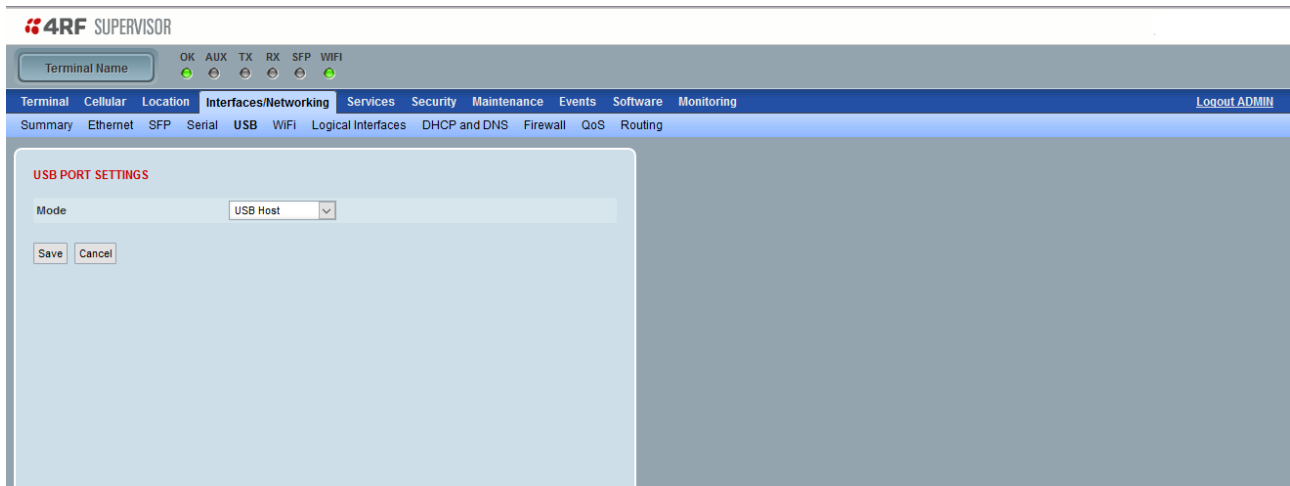 4RF SUPERVISOR
Terminal Name OK AUX TX RX SFP WIFI
Terminal Cellular Location Interfaces/Networking Services Security Maintenance Events Software Monitoring Logout ADMIN
Summary Ethernet SFP Serial USB WiFi Logical Interfaces DHCP and DNS Firewall QoS Routing
USB PORT SETTINGS
Mode USB Host
Save Cancel